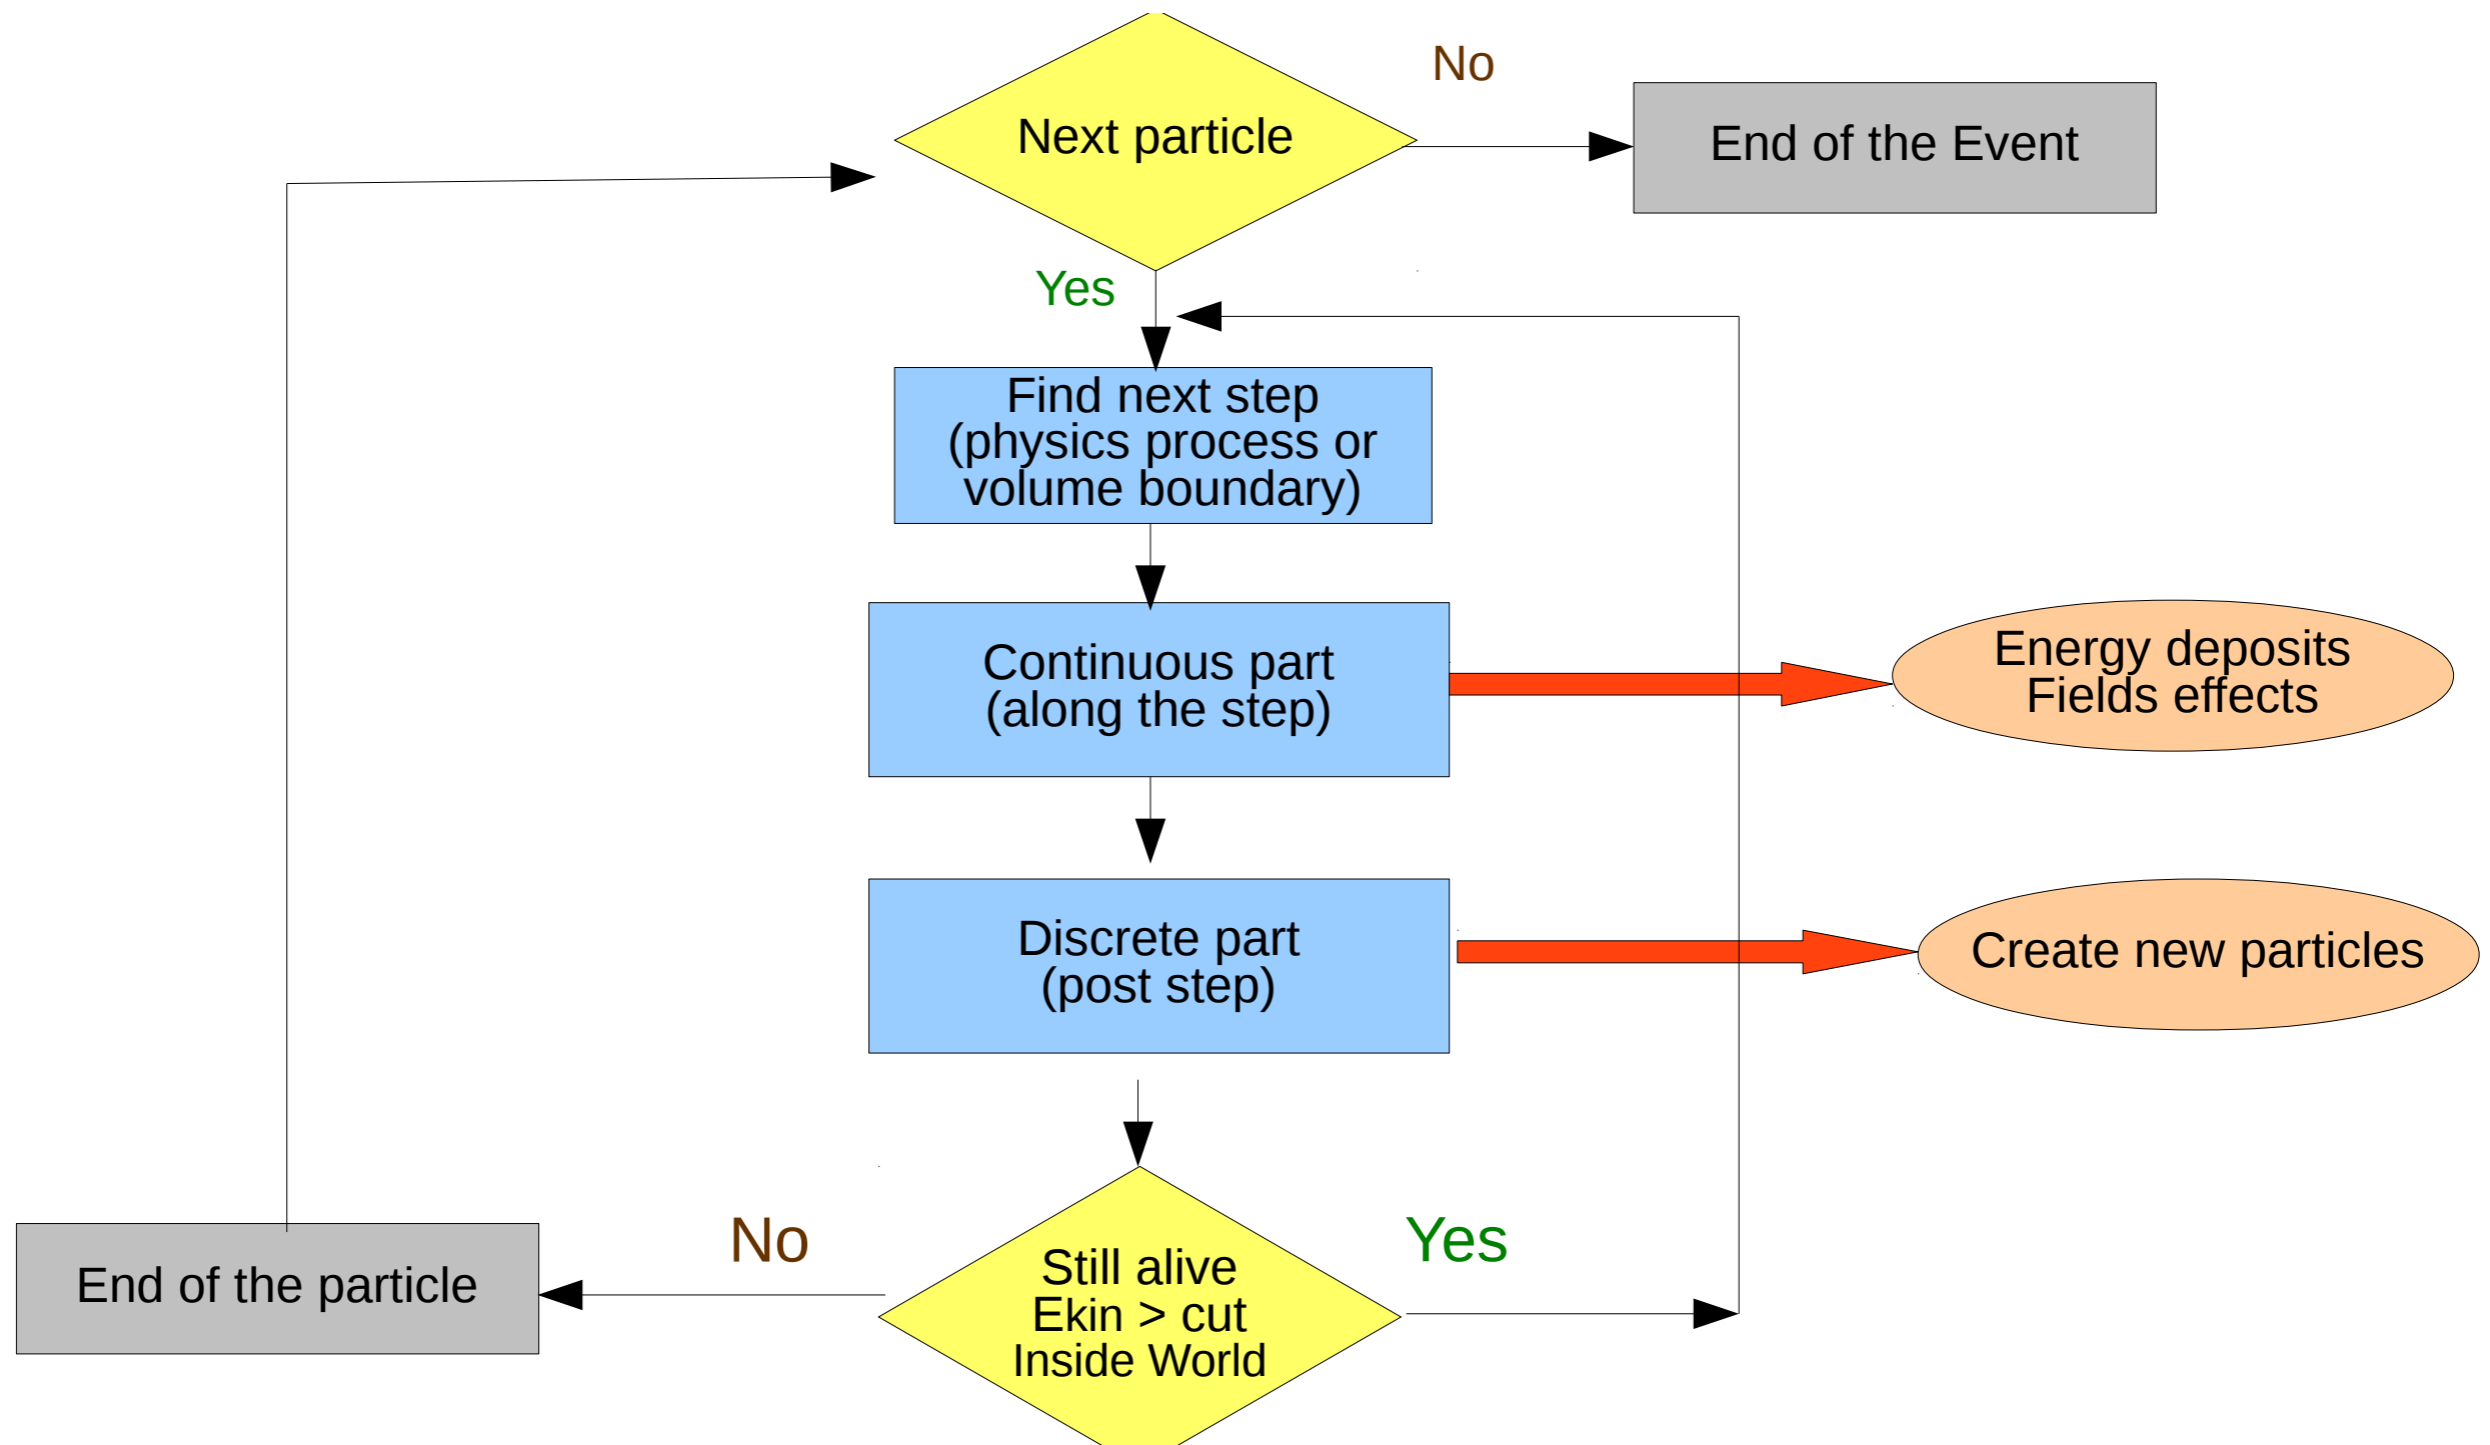 No
Next particle
End of the Event
Yes
Find next step
(physics process or
volume boundary)
Continuous part
(along the step)
Energy deposits
Fields effects
Discrete part
(post step)
Create new particles
No
Yes
Still alive
Ekin > cut
Inside World
End of the particle